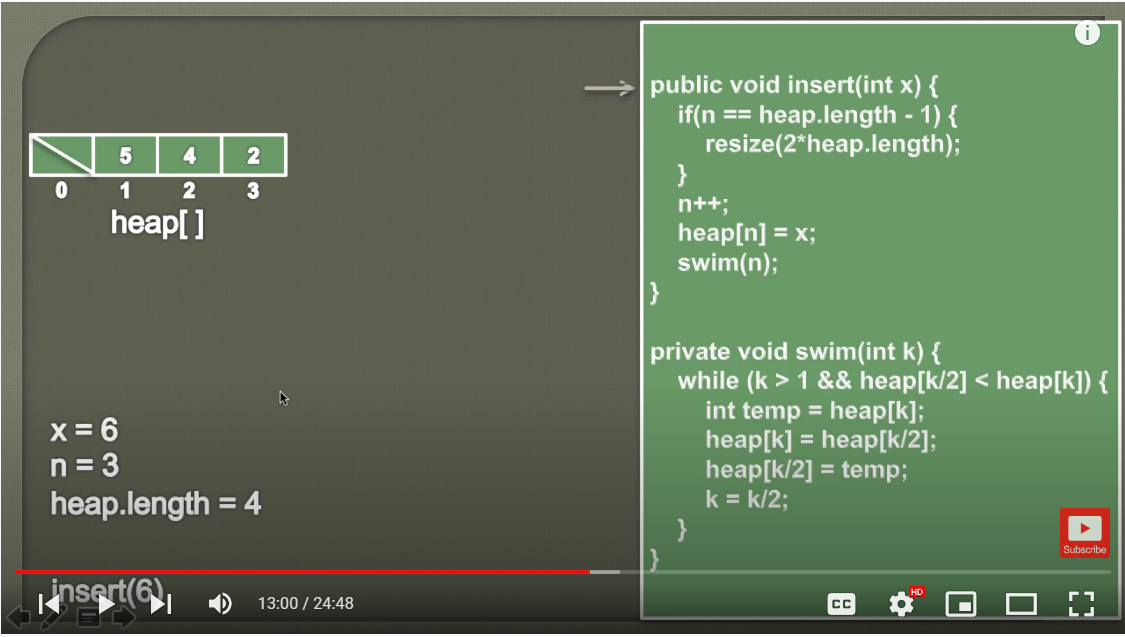 public void insert(int x) {
if(n == heap.length - 1) {
resize(2*heap.length);
}
n++;
heap[n] = x;
swim(n);
}
private void swim(int k) {
while (k > 1 && heap[k/2] < heap[k]) {
int temp = heap[k];
heap[k] = heap[k/2];
heap[k/2] = temp;
k = k/2;
}
}
5 4 2
0 1 2 3
heap[ ]
x = 6
n = 3
heap.length = 4
insert(6)
i
Subscribe
13:00 / 24:48
CC
HD